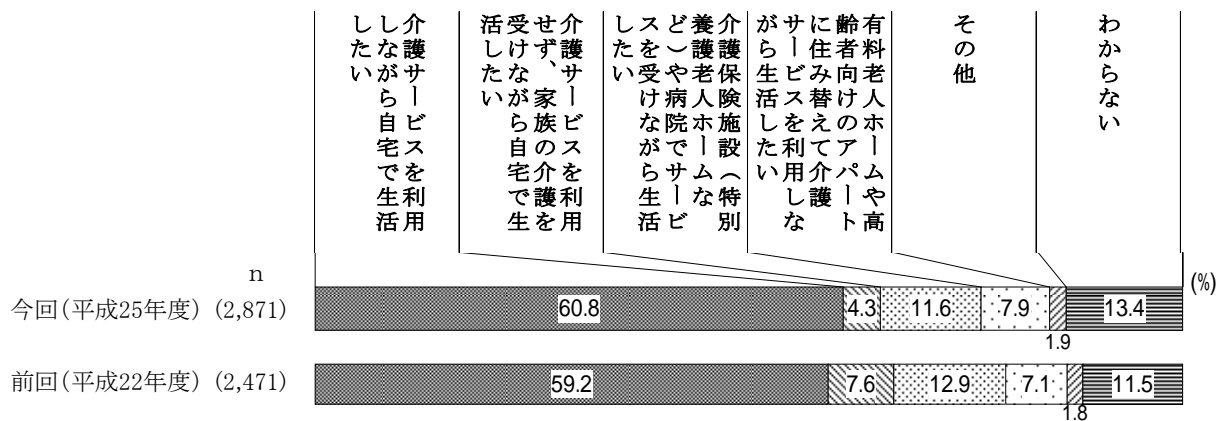 介護サービスを利用
しながら自宅で生活
したい
介護サービスを利用
せず、家族の介護を
受けながら自宅で生
活したい
介護保険施設（特別
養護老人ホームな
ど）や病院でサービ
スを受けながら生活
したい
有料老人ホームや高
齢者向けのアパート
に住み替えて介護
サービスを利用しな
がら生活したい
その他
わからない
n
(%)
今回(平成25年度) (2,871)
60.8
4.3
11.6
7.9
1.9
13.4
前回(平成22年度) (2,471)
59.2
7.6
12.9
7.1
1.8
11.5